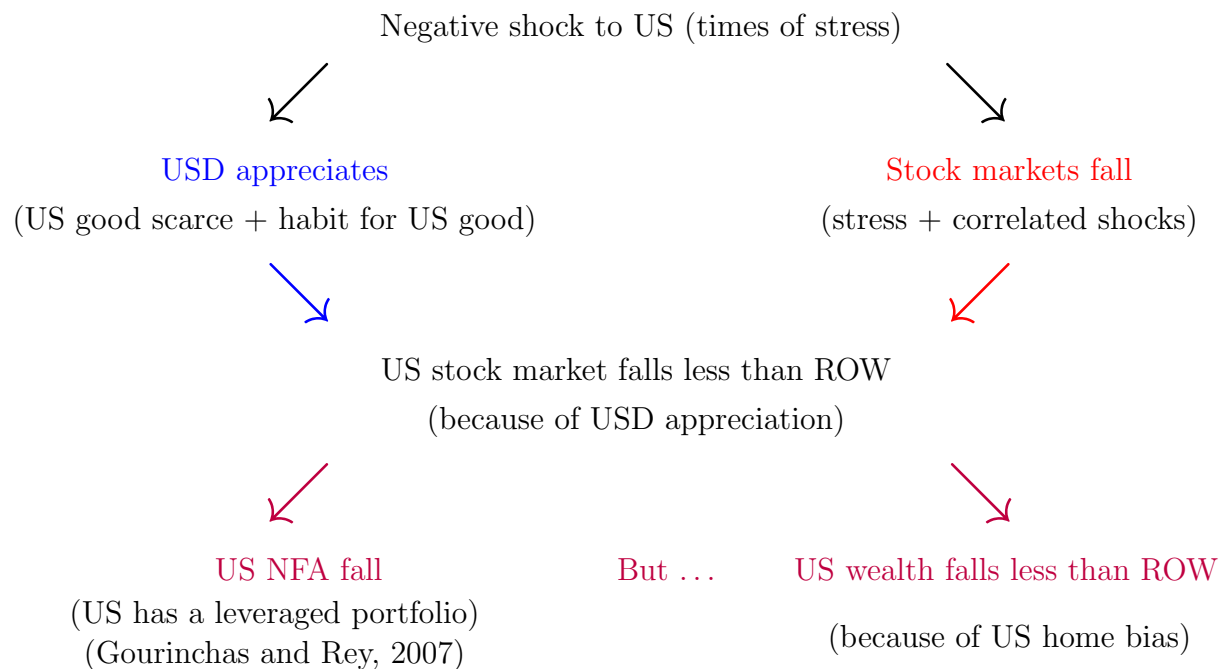 Negative shock to US (times of stress)
USD appreciates
(US good scarce + habit for US good)
Stock markets fall
(stress + correlated shocks)
US stock market falls less than ROW
(because of USD appreciation)
US NFA fall
(US has a leveraged portfolio)
(Gourinchas and Rey, 2007)
But . . .
US wealth falls less than ROW
(because of US home bias)